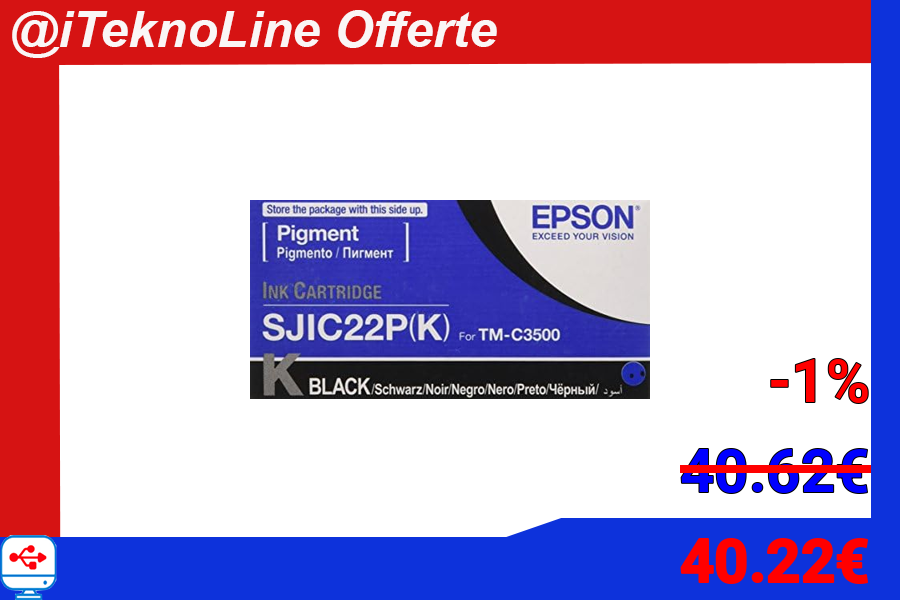 @iTeknoLine Offerte
Store the package with this side up.
Pigment
Pigmento / Пигмент
EPSON®
EXCEED YOUR VISION
INK CARTRIDGE
SJIC22P(K) For TM-C3500
K BLACK/Schwarz/Noir/Negro/Nero/Preto/Чёрный/ أسود
-1%
40.62€
40.22€